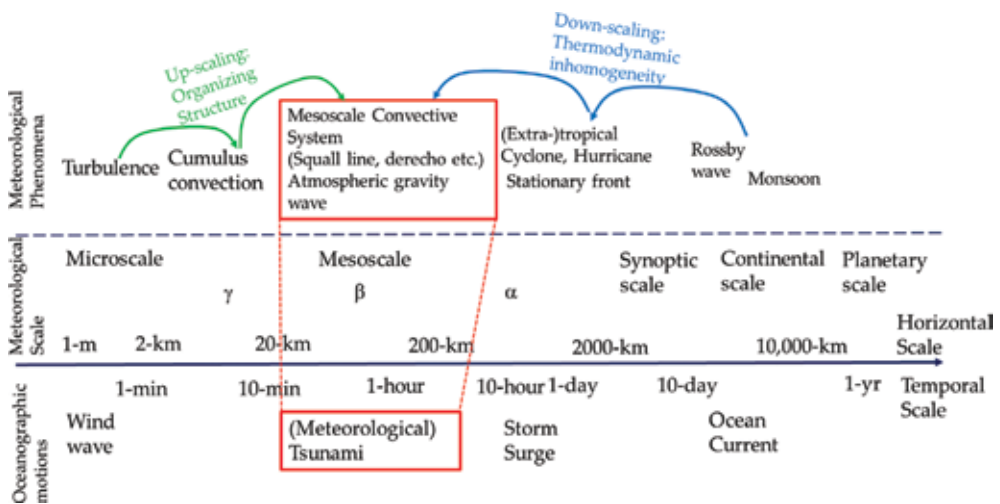 Down-scaling:
Thermodynamic
inhomogeneity
Up-scaling:
Organizing
Structure
Meteorological
Phenomena
Turbulence
Cumulus
convection
Mesoscale Convective
System
(Squall line, derecho etc.)
Atmospheric gravity
wave
(Extra-)tropical
Cyclone, Hurricane
Stationary front
Rossby
wave
Monsoon
Meteorological
Scale
Microscale
Mesoscale
Synoptic
scale
Continental
scale
Planetary
scale
γ
β
α
1-m
2-km
20-km
200-km
2000-km
10,000-km
Horizontal
Scale
1-min
10-min
1-hour
10-hour
1-day
10-day
1-yr
Temporal
Scale
Oceanographic
motions
Wind
wave
(Meteorological)
Tsunami
Storm
Surge
Ocean
Current